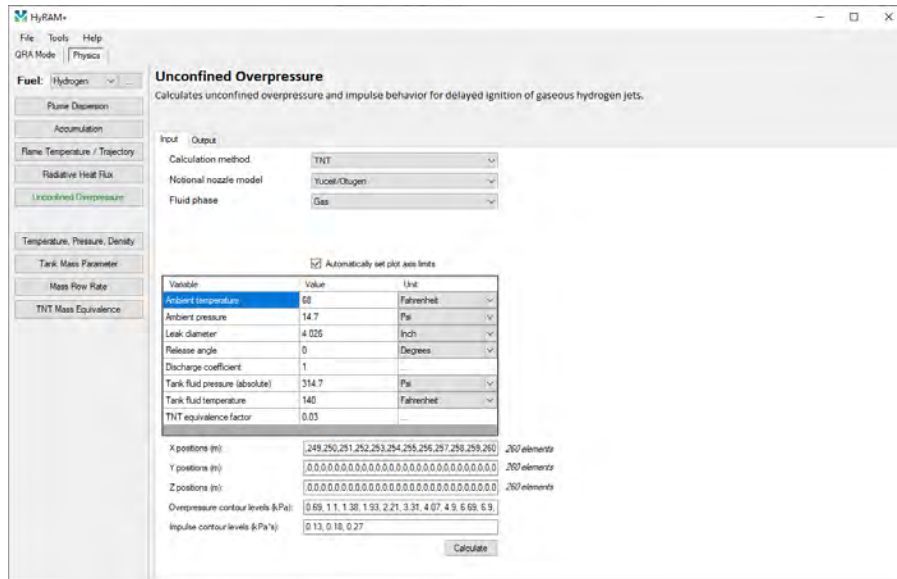 HyRAM+
File Tools Help
QRA Mode Physics
Fuel: Hydrogen ...
Plume Dispersion
Accumulation
Flame Temperature / Trajectory
Radiative Heat Flux
Unconfined Overpressure
Temperature, Pressure, Density
Tank Mass Parameter
Mass Flow Rate
TNT Mass Equivalence
Unconfined Overpressure
Calculates unconfined overpressure and impulse behavior for delayed ignition of gaseous hydrogen jets.
Input Output
Calculation method TNT
Notional nozzle model Yucel/Otugen
Fluid phase Gas
Automatically set plot axis limits
Variable Value Unit
Ambient temperature 68 Fahrenheit
Ambient pressure 14.7 Psi
Leak diameter 4.026 Inch
Release angle 0 Degrees
Discharge coefficient 1 ...
Tank fluid pressure (absolute) 314.7 Psi
Tank fluid temperature 140 Fahrenheit
TNT equivalence factor 0.03 ...
X positions (m): ,249,250,251,252,253,254,255,256,257,258,259,260 260 elements
Y positions (m): 260 elements
Z positions (m): 260 elements
Overpressure contour levels (kPa): 0.69, 1.1, 1.38, 1.93, 2.21, 3.31, 4.07, 4.9, 6.69, 6.9,
Impulse contour levels (kPa*s): 0.13, 0.18, 0.27
Calculate